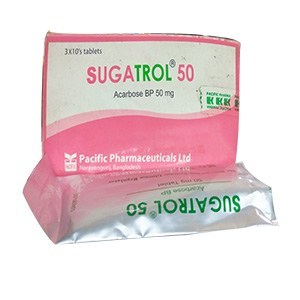 3X10's tablets
SUGATROL® 50
Acarbose BP 50 mg
Pacific Pharmaceuticals Ltd
Narayanganj, Bangladesh
SUGATROL 50